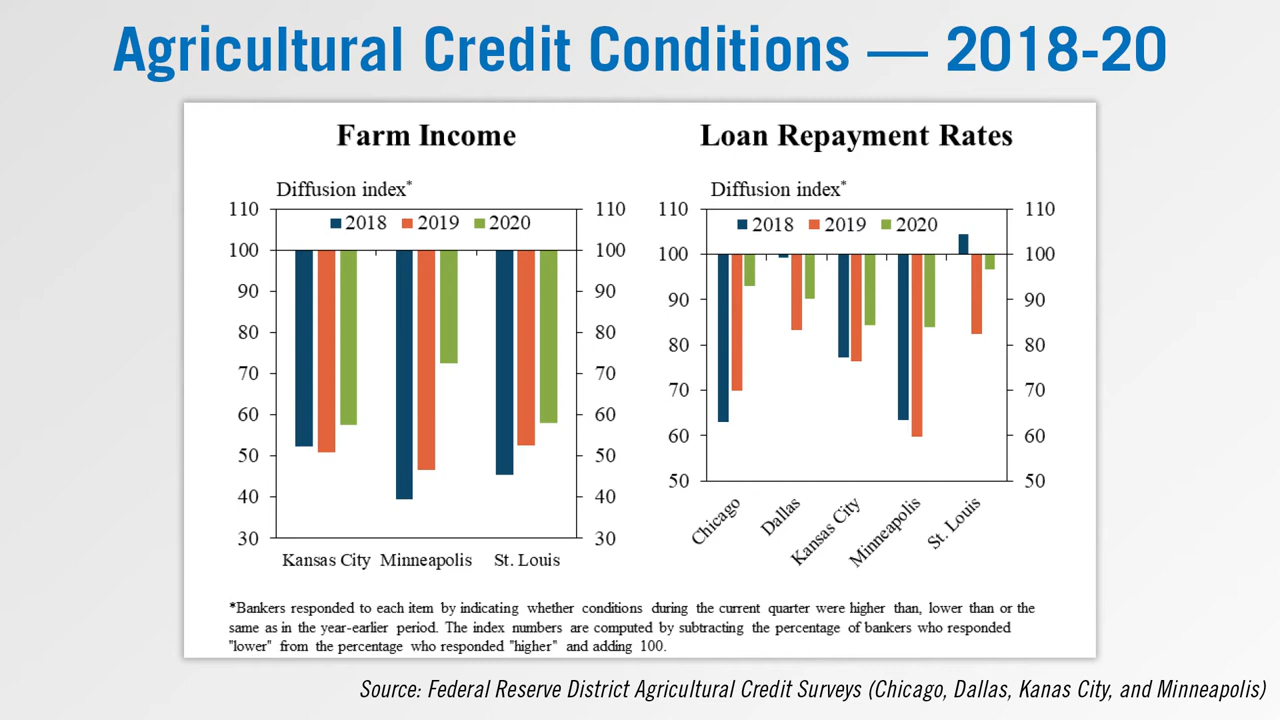 Agricultural Credit Conditions — 2018-20
Farm Income
Diffusion index*
2018 2019 2020
110 110
100 100
90 90
80 80
70 70
60 60
50 50
40 40
30 30
Kansas City Minneapolis St. Louis
Loan Repayment Rates
Diffusion index*
2018 2019 2020
110 110
100 100
90 90
80 80
70 70
60 60
50 50
Chicago Dallas Kansas City Minneapolis St. Louis
*Bankers responded to each item by indicating whether conditions during the current quarter were higher than, lower than or the
same as in the year-earlier period. The index numbers are computed by subtracting the percentage of bankers who responded
"lower" from the percentage who responded "higher" and adding 100.
Source: Federal Reserve District Agricultural Credit Surveys (Chicago, Dallas, Kanas City, and Minneapolis)